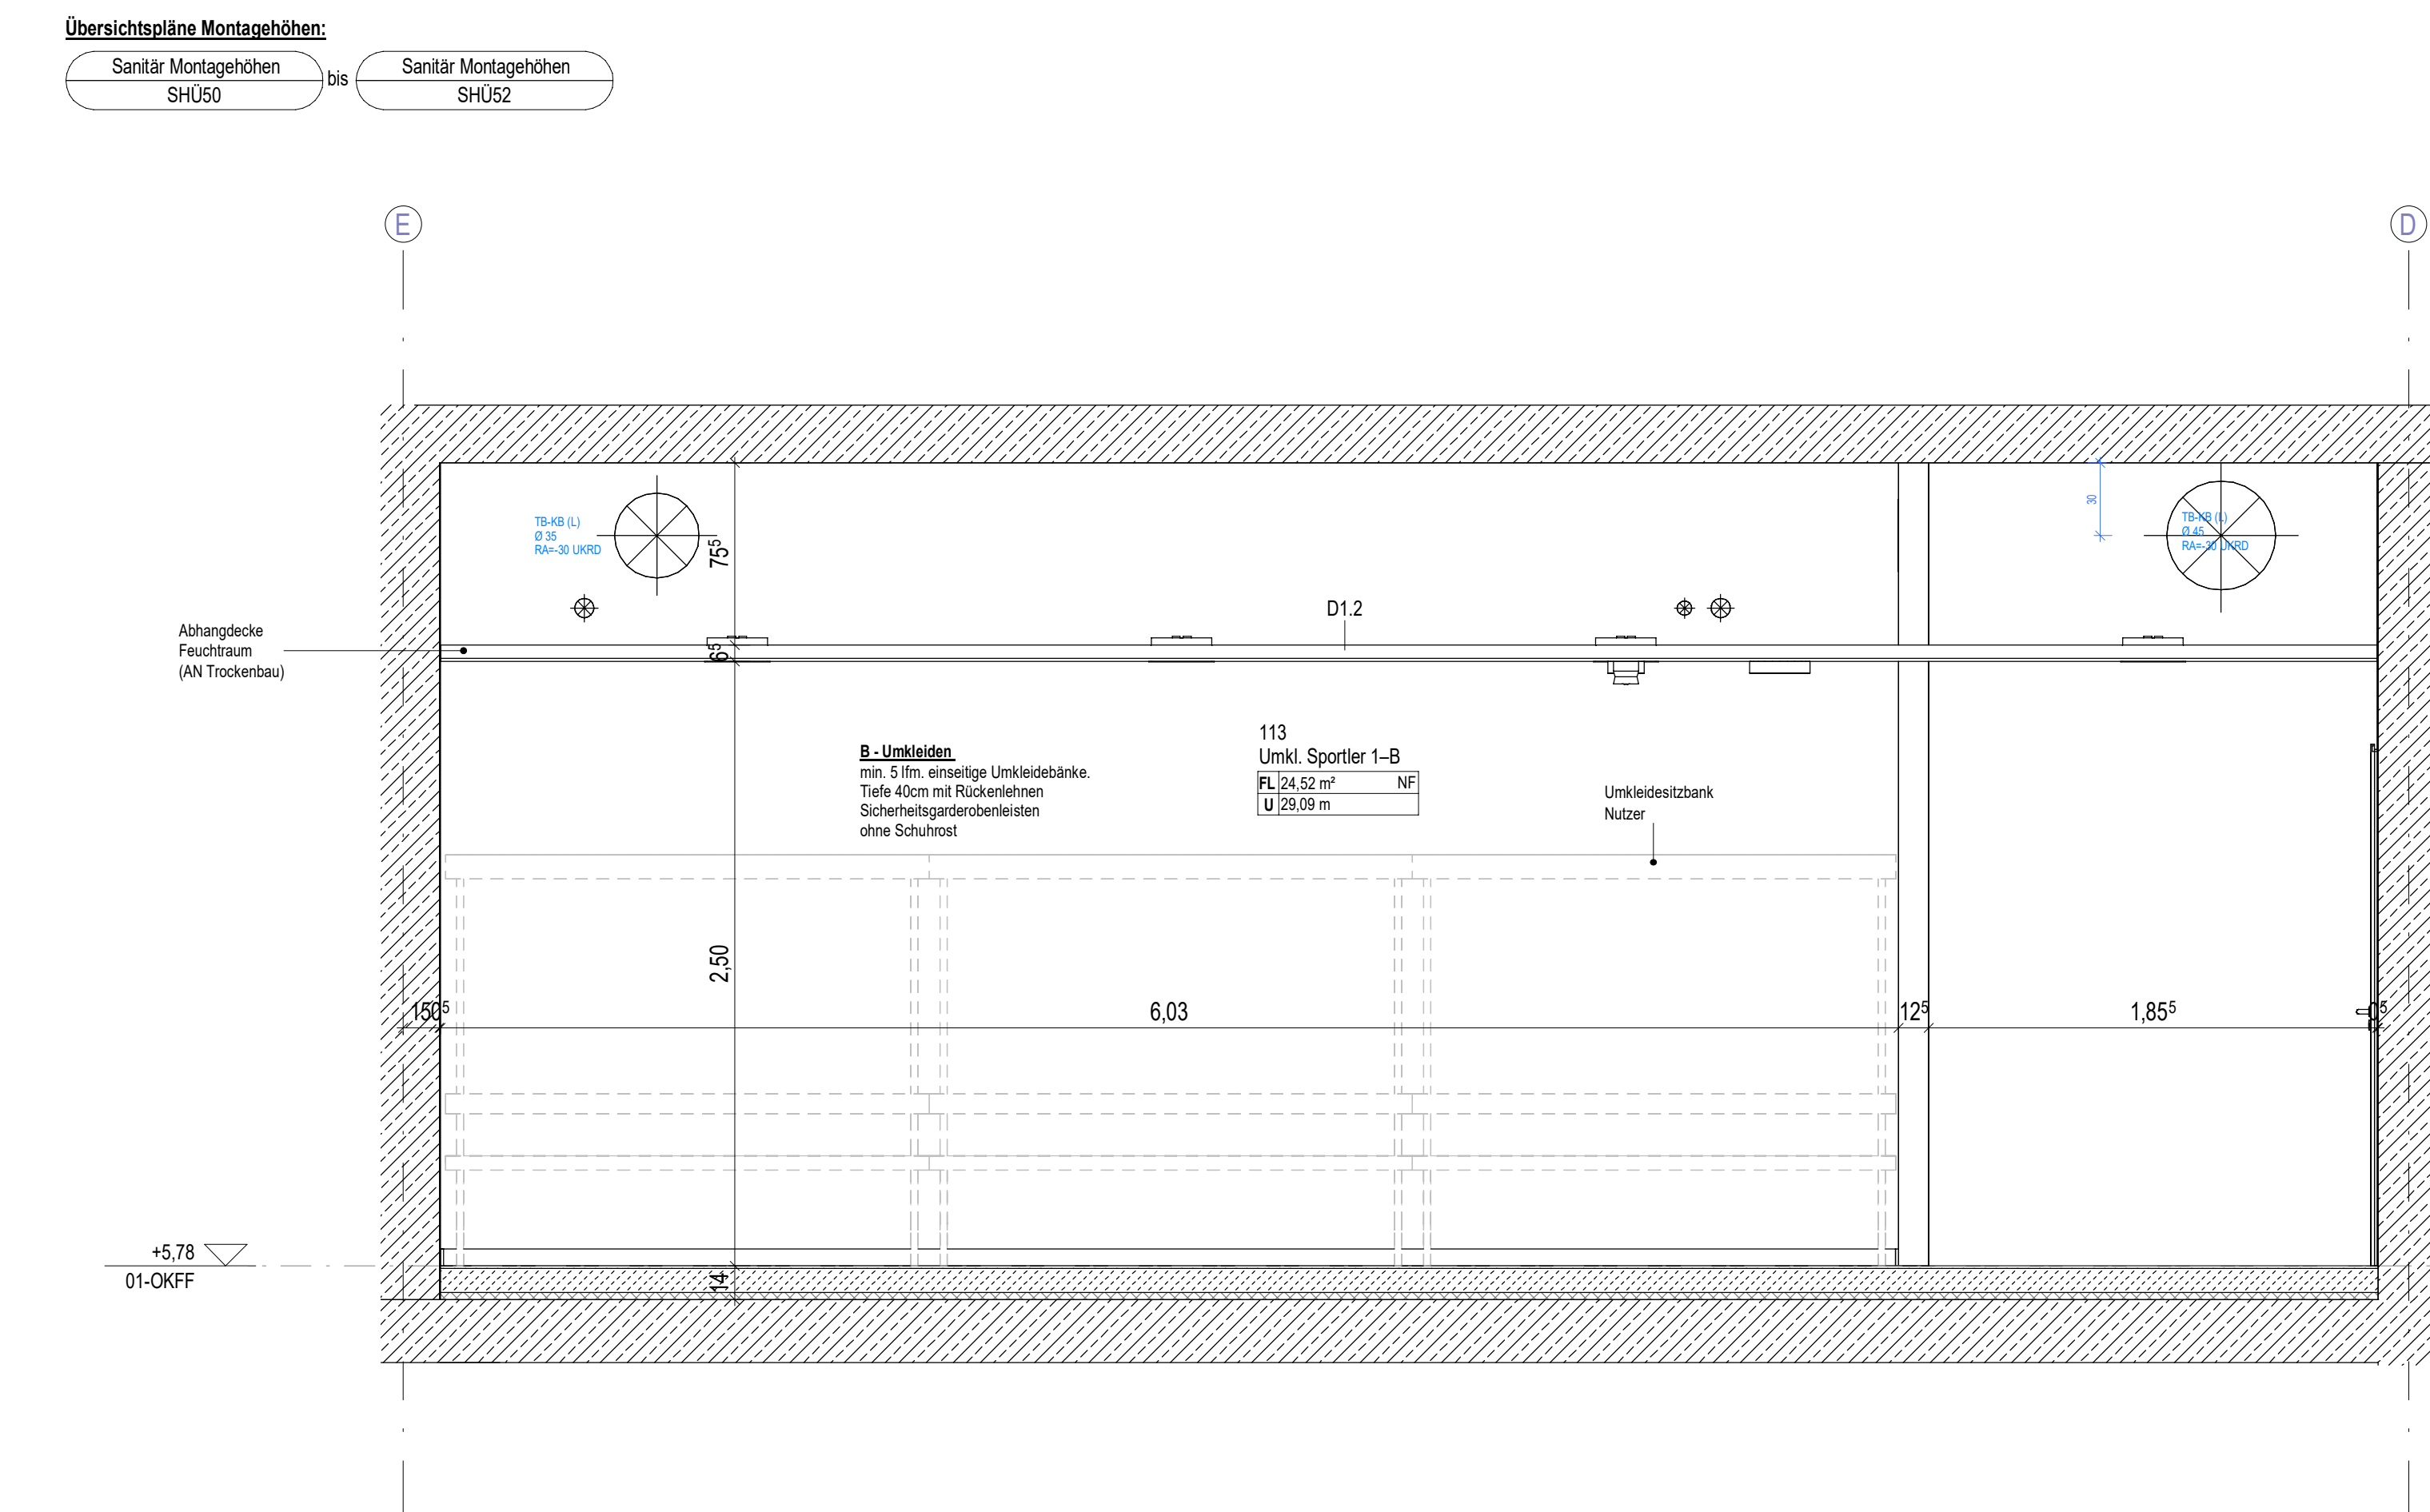 Übersichtspläne Montagehöhen:
Sanitär Montagehöhen
SHÜ50
bis
Sanitär Montagehöhen
SHÜ52
E
D
TB-KB (L)
Ø 35
RA=-30 UKRD
75⁵
30
TB-KB (L)
Ø 45
RA=-30 UKRD
D1.2
Abhangdecke
Feuchtraum
(AN Trockenbau)
6⁵
B - Umkleiden
min. 5 lfm. einseitige Umkleidebänke.
Tiefe 40cm mit Rückenlehnen
Sicherheitsgarderobenleisten
ohne Schuhrost
113
Umkl. Sportler 1–B
FL 24,52 m² NF
U 29,09 m
Umkleidesitzbank
Nutzer
2,50
6,03
12⁵
1,85⁵
+5,78
01-OKFF
14